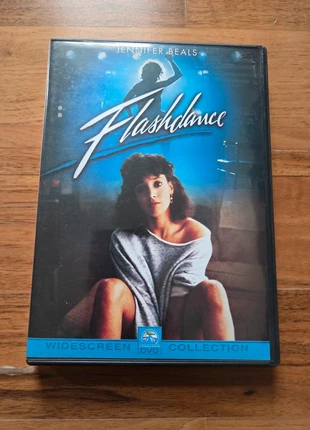 JENNIFER BEALS
Flashdance
WIDESCREEN DVD COLLECTION